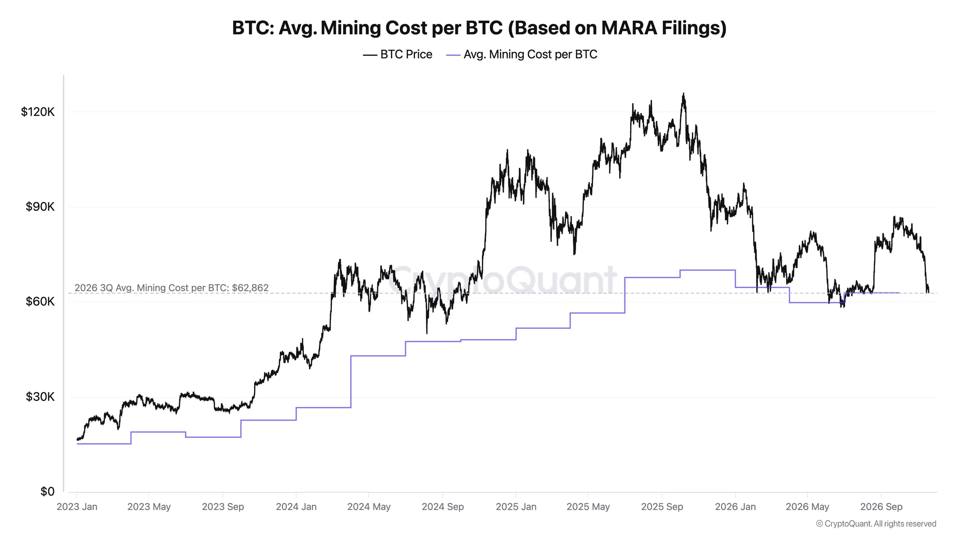 BTC: Avg. Mining Cost per BTC (Based on MARA Filings)
BTC Price Avg. Mining Cost per BTC
$120K
$90K
CryptoQuant
2026 3Q Avg. Mining Cost per BTC: $62,862
$60K
$30K
$0
2023 Jan 2023 May 2023 Sep 2024 Jan 2024 May 2024 Sep 2025 Jan 2025 May 2025 Sep 2026 Jan 2026 May 2026 Sep
© CryptoQuant. All rights reserved